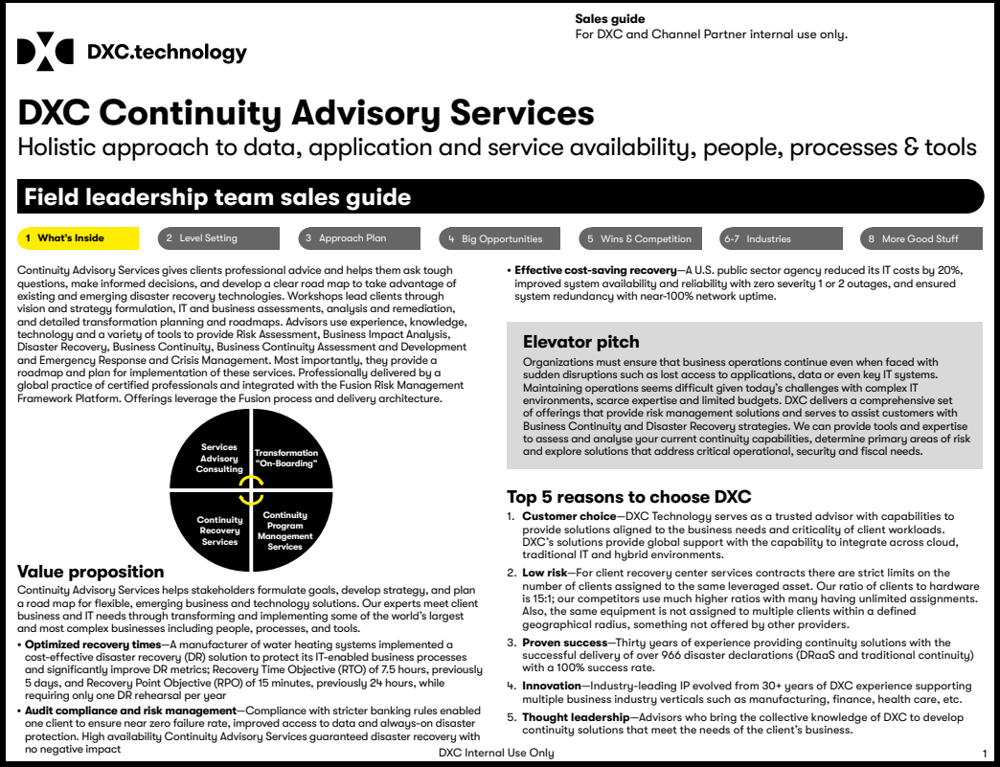 Sales guide
For DXC and Channel Partner internal use only.
DXC.technology
DXC Continuity Advisory Services
Holistic approach to data, application and service availability, people, processes & tools
Field leadership team sales guide
1 What's Inside
2 Level Setting
3 Approach Plan
4 Big Opportunities
5 Wins & Competition
6-7 Industries
8 More Good Stuff
Continuity Advisory Services gives clients professional advice and helps them ask tough
questions, make informed decisions, and develop a clear road map to take advantage of
existing and emerging disaster recovery technologies. Workshops lead clients through
vision and strategy formulation, IT and business assessments, analysis and remediation,
and detailed transformation planning and roadmaps. Advisors use experience, knowledge,
technology and a variety of tools to provide Risk Assessment, Business Impact Analysis,
Disaster Recovery, Business Continuity, Business Continuity Assessment and Development
and Emergency Response and Crisis Management. Most importantly, they provide a
roadmap and plan for implementation of these services. Professionally delivered by a
global practice of certified professionals and integrated with the Fusion Risk Management
Framework Platform. Offerings leverage the Fusion process and delivery architecture.
Services
Advisory
Consulting
Transformation
"On-Boarding"
Continuity
Recovery
Services
Continuity
Program
Management
Services
Value proposition
Continuity Advisory Services helps stakeholders formulate goals, develop strategy, and plan
a road map for flexible, emerging business and technology solutions. Our experts meet client
business and IT needs through transforming and implementing some of the world's largest
and most complex businesses including people, processes, and tools.
• Optimized recovery times—A manufacturer of water heating systems implemented a
cost-effective disaster recovery (DR) solution to protect its IT-enabled business processes
and significantly improve DR metrics; Recovery Time Objective (RTO) of 7.5 hours, previously
5 days, and Recovery Point Objective (RPO) of 15 minutes, previously 24 hours, while
requiring only one DR rehearsal per year
• Audit compliance and risk management—Compliance with stricter banking rules enabled
one client to ensure near zero failure rate, improved access to data and always-on disaster
protection. High availability Continuity Advisory Services guaranteed disaster recovery with
no negative impact
• Effective cost-saving recovery—A U.S. public sector agency reduced its IT costs by 20%,
improved system availability and reliability with zero severity 1 or 2 outages, and ensured
system redundancy with near-100% network uptime.
Elevator pitch
Organizations must ensure that business operations continue even when faced with
sudden disruptions such as lost access to applications, data or even key IT systems.
Maintaining operations seems difficult given today's challenges with complex IT
environments, scarce expertise and limited budgets. DXC delivers a comprehensive set
of offerings that provide risk management solutions and serves to assist customers with
Business Continuity and Disaster Recovery strategies. We can provide tools and expertise
to assess and analyse your current continuity capabilities, determine primary areas of risk
and explore solutions that address critical operational, security and fiscal needs.
Top 5 reasons to choose DXC
1. Customer choice—DXC Technology serves as a trusted advisor with capabilities to
provide solutions aligned to the business needs and criticality of client workloads.
DXC's solutions provide global support with the capability to integrate across cloud,
traditional IT and hybrid environments.
2. Low risk—For client recovery center services contracts there are strict limits on the
number of clients assigned to the same leveraged asset. Our ratio of clients to hardware
is 15:1; our competitors use much higher ratios with many having unlimited assignments.
Also, the same equipment is not assigned to multiple clients within a defined
geographical radius, something not offered by other providers.
3. Proven success—Thirty years of experience providing continuity solutions with the
successful delivery of over 966 disaster declarations (DRaaS and traditional continuity)
with a 100% success rate.
4. Innovation—Industry-leading IP evolved from 30+ years of DXC experience supporting
multiple business industry verticals such as manufacturing, finance, health care, etc.
5. Thought leadership—Advisors who bring the collective knowledge of DXC to develop
continuity solutions that meet the needs of the client's business.
DXC Internal Use Only
1